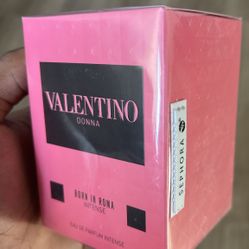 VALENTINO
DONNA
BORN IN ROMA
INTENSE
EAU DE PARFUM INTENSE
SEPHORA